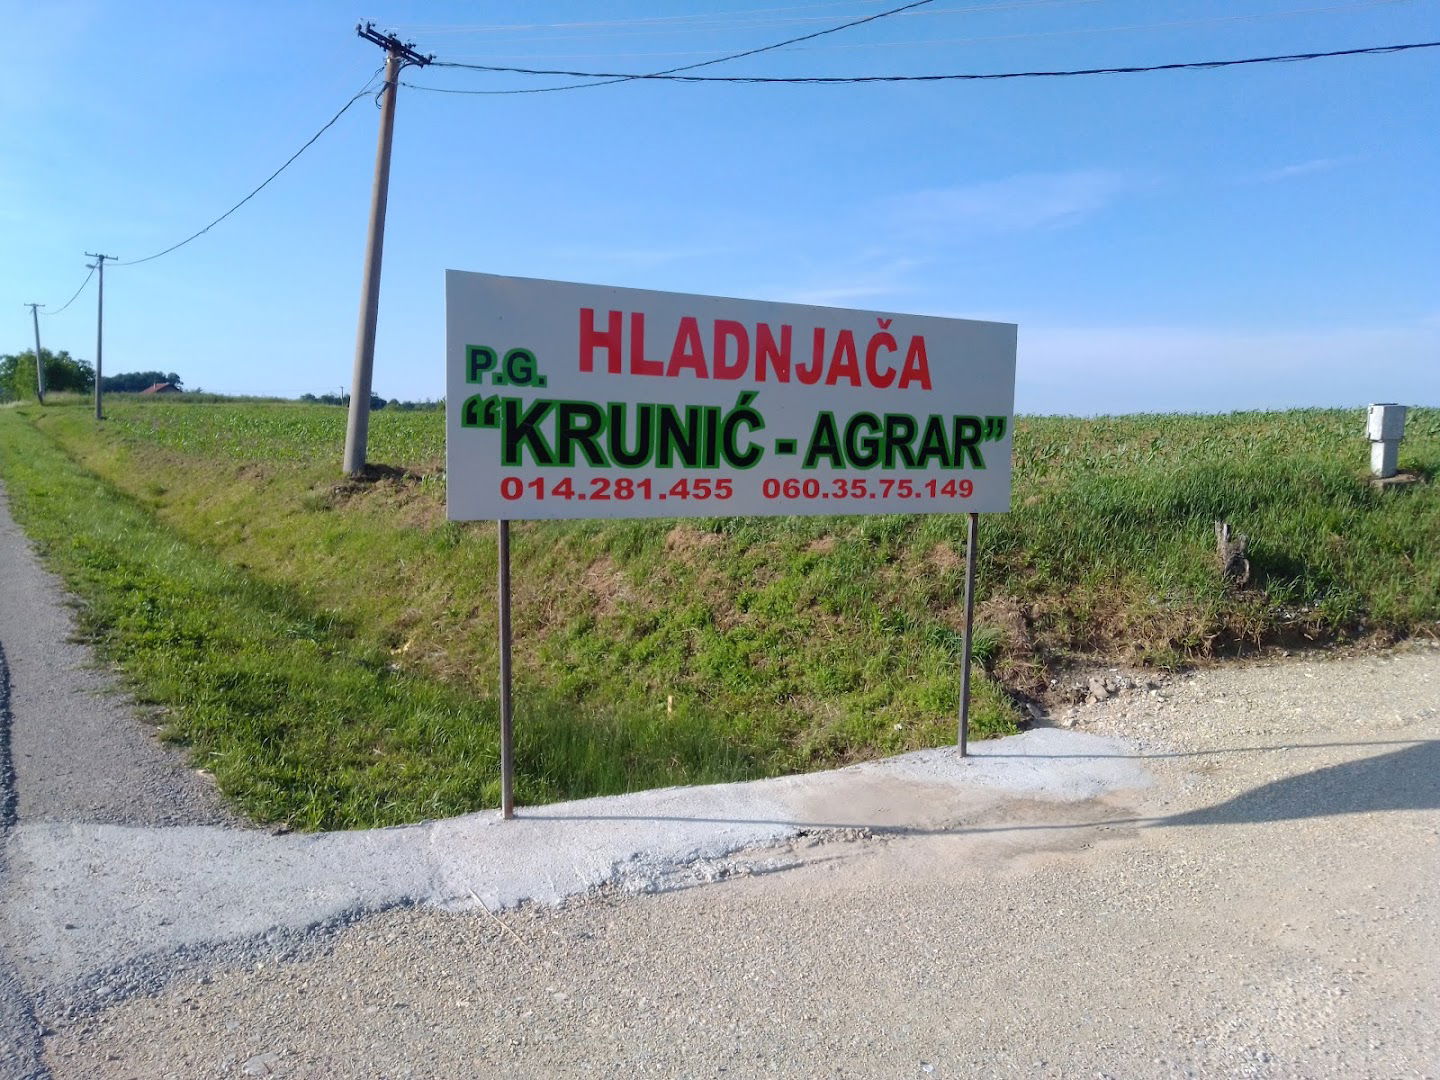 HLADNJAČA
P.G.
“KRUNIĆ - AGRAR”
014.281.455 060.35.75.149